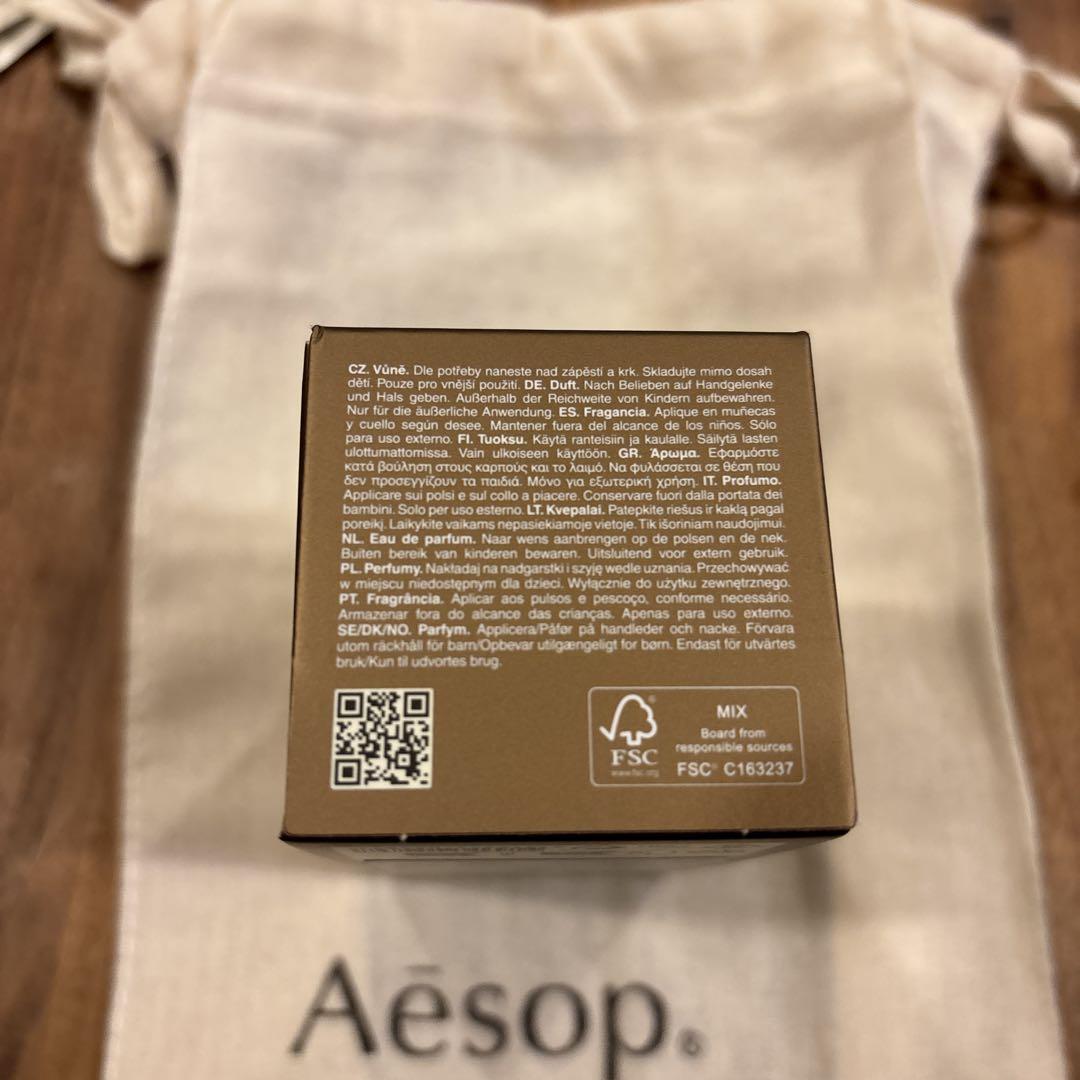 CZ. Vůně. Dle potřeby naneste nad zápěstí a krk. Skladujte mimo dosah
dětí. Pouze pro vnější použití. DE. Duft. Nach Belieben auf Handgelenke
und Hals geben. Außerhalb der Reichweite von Kindern aufbewahren.
Nur für die äußerliche Anwendung. ES. Fragancia. Aplique en muñecas
y cuello según desee. Mantener fuera del alcance de los niños. Sólo
para uso externo. FI. Tuoksu. Käytä ranteisiin ja kaulalle. Säilytä lasten
ulottumattomissa. Vain ulkoiseen käyttöön. GR. Άρωμα. Εφαρμόστε
κατά βούληση στους καρπούς και το λαιμό. Να φυλάσσεται σε θέση που
δεν προσεγγίζουν τα παιδιά. Μόνο για εξωτερική χρήση. IT. Profumo.
Applicare sui polsi e sul collo a piacere. Conservare fuori dalla portata dei
bambini. Solo per uso esterno. LT. Kvepalai. Patepkite riešus ir kaklą pagal
poreikį. Laikykite vaikams nepasiekiamoje vietoje. Tik išoriniam naudojimui.
NL. Eau de parfum. Naar wens aanbrengen op de polsen en de nek.
Buiten bereik van kinderen bewaren. Uitsluitend voor extern gebruik.
PL. Perfumy. Nakładaj na nadgarstki i szyję wedle uznania. Przechowywać
w miejscu niedostępnym dla dzieci. Wyłącznie do użytku zewnętrznego.
PT. Fragrância. Aplicar aos pulsos e pescoço, conforme necessário.
Armazenar fora do alcance das crianças. Apenas para uso externo.
SE/DK/NO. Parfym. Applicera/Påfør på handleder och nacke. Förvara
utom räckhåll för barn/Opbevar utilgængeligt for børn. Endast för utvärtes
bruk/Kun til udvortes brug.
FSC
www.fsc.org
MIX
Board from
responsible sources
FSC® C163237
Aēsop.